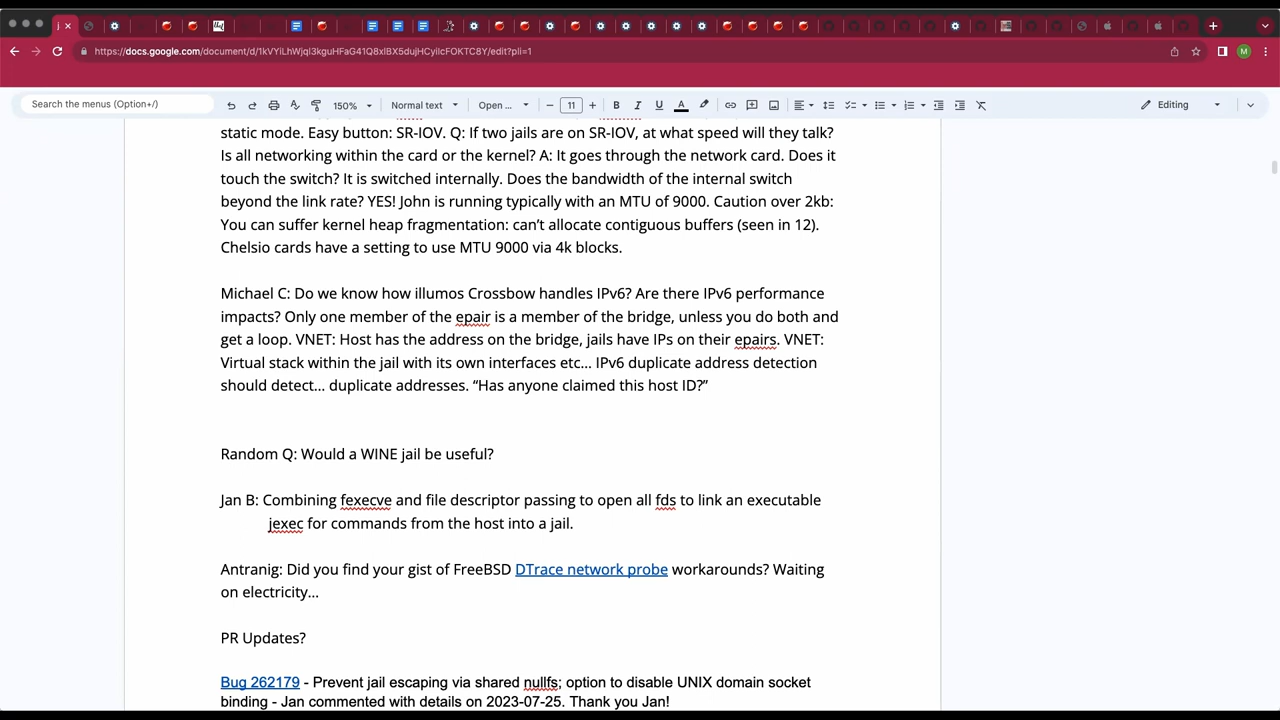 https://docs.google.com/document/d/1kVYiLhWjql3kguHFaG41Q8xlBX5dujHCyiIcFOKTC8Y/edit?pli=1
M
Search the menus (Option+/)
150%
Normal text
Open ...
11
B I U A
Editing
static mode. Easy button: SR-IOV. Q: If two jails are on SR-IOV, at what speed will they talk?
Is all networking within the card or the kernel? A: It goes through the network card. Does it
touch the switch? It is switched internally. Does the bandwidth of the internal switch
beyond the link rate? YES! John is running typically with an MTU of 9000. Caution over 2kb:
You can suffer kernel heap fragmentation: can’t allocate contiguous buffers (seen in 12).
Chelsio cards have a setting to use MTU 9000 via 4k blocks.
Michael C: Do we know how illumos Crossbow handles IPv6? Are there IPv6 performance
impacts? Only one member of the epair is a member of the bridge, unless you do both and
get a loop. VNET: Host has the address on the bridge, jails have IPs on their epairs. VNET:
Virtual stack within the jail with its own interfaces etc... IPv6 duplicate address detection
should detect... duplicate addresses. “Has anyone claimed this host ID?”
Random Q: Would a WINE jail be useful?
Jan B: Combining fexecve and file descriptor passing to open all fds to link an executable
jexec for commands from the host into a jail.
Antranig: Did you find your gist of FreeBSD DTrace network probe workarounds? Waiting
on electricity...
PR Updates?
Bug 262179 - Prevent jail escaping via shared nullfs; option to disable UNIX domain socket
binding - Jan commented with details on 2023-07-25. Thank you Jan!